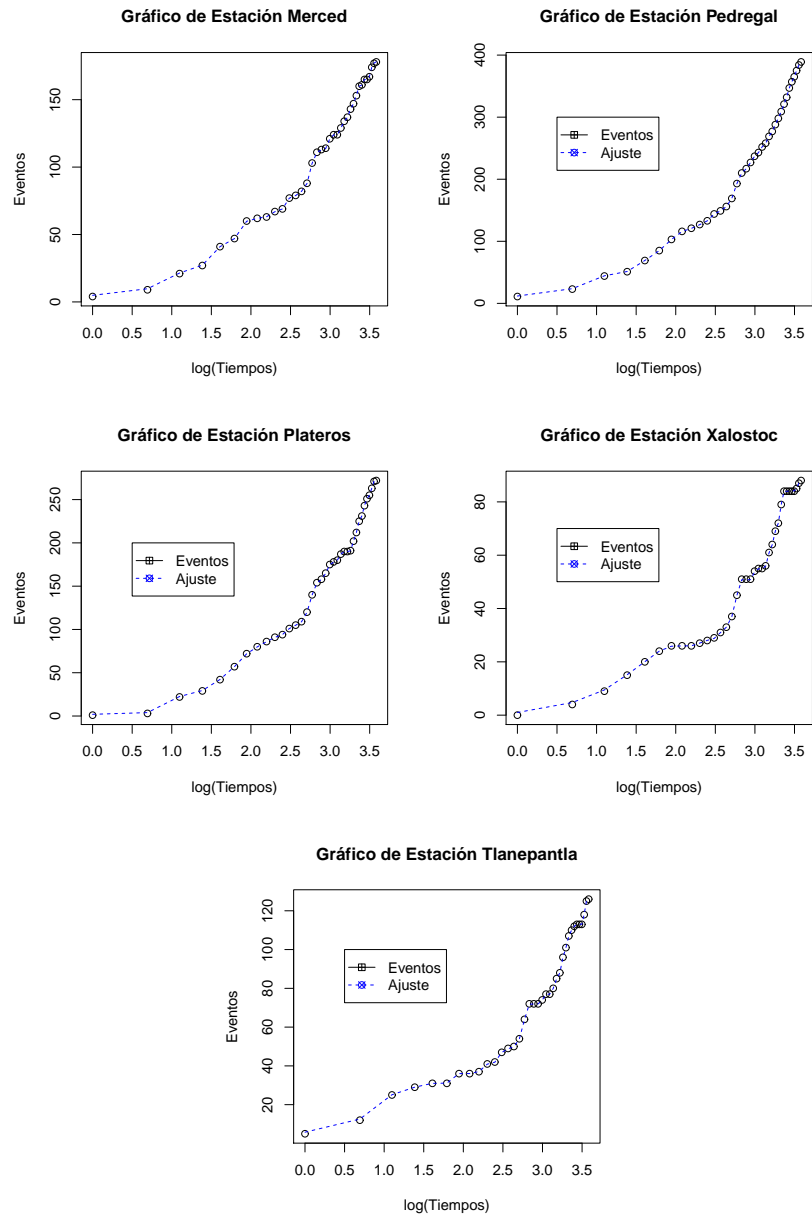 Gráfico de Estación Merced
Eventos
0
50
100
150
0.0 0.5 1.0 1.5 2.0 2.5 3.0 3.5
log(Tiempos)
Gráfico de Estación Pedregal
Eventos
0
100
200
300
400
Eventos
Ajuste
0.0 0.5 1.0 1.5 2.0 2.5 3.0 3.5
log(Tiempos)
Gráfico de Estación Plateros
Eventos
0
50
100
150
200
250
Eventos
Ajuste
0.0 0.5 1.0 1.5 2.0 2.5 3.0 3.5
log(Tiempos)
Gráfico de Estación Xalostoc
Eventos
0
20
40
60
80
Eventos
Ajuste
0.0 0.5 1.0 1.5 2.0 2.5 3.0 3.5
log(Tiempos)
Gráfico de Estación Tlanepantla
Eventos
20
40
60
80
100
120
Eventos
Ajuste
0.0 0.5 1.0 1.5 2.0 2.5 3.0 3.5
log(Tiempos)